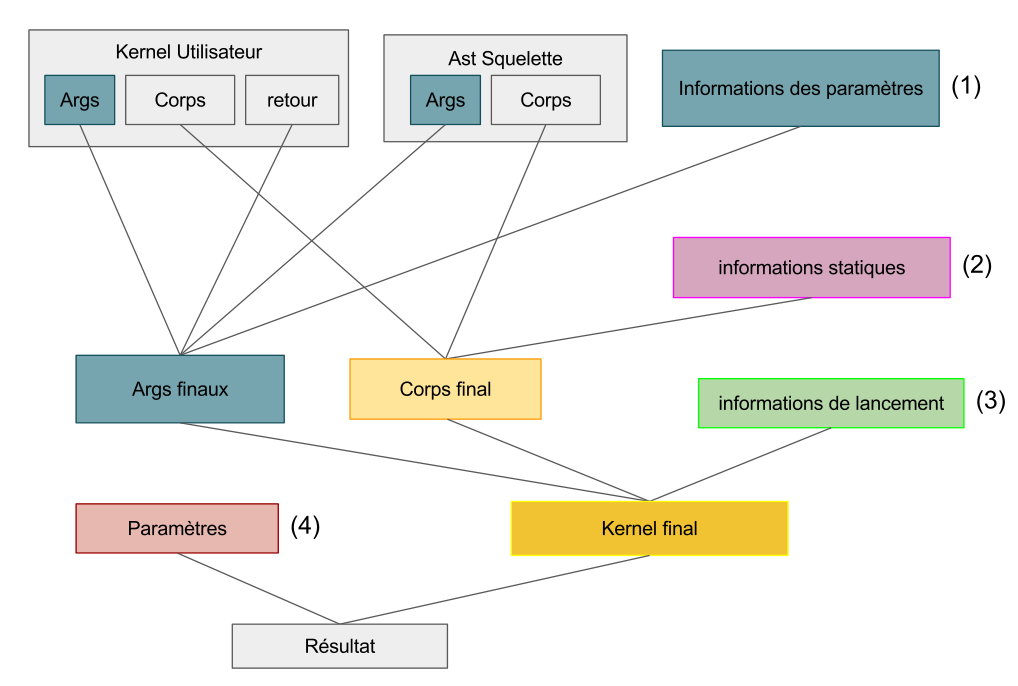 Kernel Utilisateur
Args
Corps
retour
Ast Squelette
Args
Corps
Informations des paramètres
(1)
informations statiques
(2)
Args finaux
Corps final
informations de lancement
(3)
Paramètres
(4)
Kernel final
Résultat